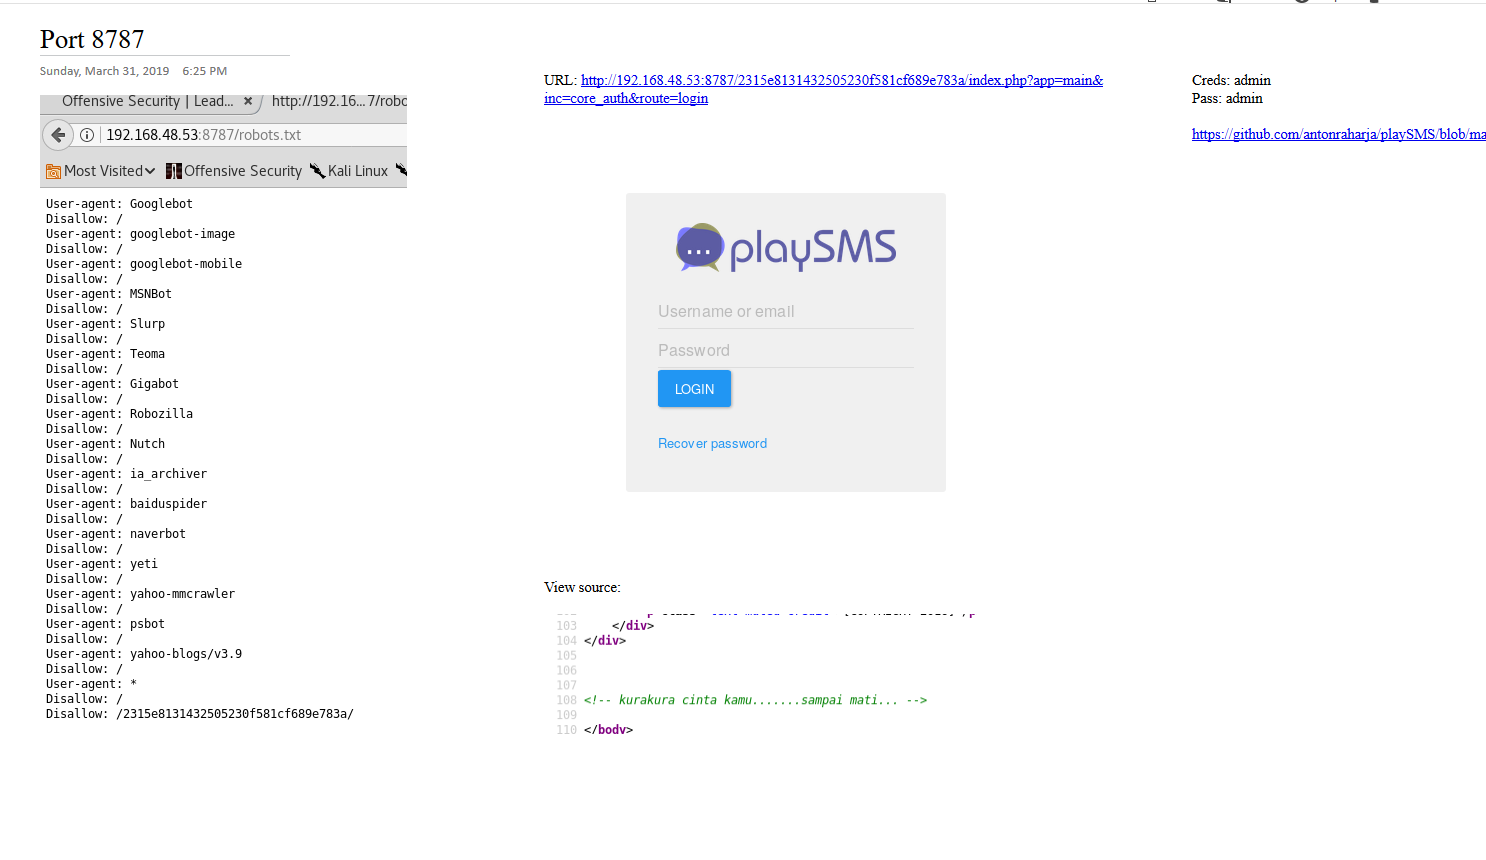 Port 8787
Sunday, March 31, 2019 6:25 PM
Offensive Security | Lead... × http://192.16...7/robo
192.168.48.53:8787/robots.txt
Most Visited Offensive Security Kali Linux
User-agent: Googlebot
Disallow: /
User-agent: googlebot-image
Disallow: /
User-agent: googlebot-mobile
Disallow: /
User-agent: MSNBot
Disallow: /
User-agent: Slurp
Disallow: /
User-agent: Teoma
Disallow: /
User-agent: Gigabot
Disallow: /
User-agent: Robozilla
Disallow: /
User-agent: Nutch
Disallow: /
User-agent: ia_archiver
Disallow: /
User-agent: baiduspider
Disallow: /
User-agent: naverbot
Disallow: /
User-agent: yeti
Disallow: /
User-agent: yahoo-mmcrawler
Disallow: /
User-agent: psbot
Disallow: /
User-agent: yahoo-blogs/v3.9
Disallow: /
User-agent: *
Disallow: /
Disallow: /2315e8131432505230f581cf689e783a/
URL: http://192.168.48.53:8787/2315e8131432505230f581cf689e783a/index.php?app=main&
inc=core_auth&route=login
... playSMS
Username or email
Password
LOGIN
Recover password
View source:
103 </div>
104 </div>
105
106
107
108 <!-- kurakura cinta kamu.......sampai mati... -->
109
110 </body>
Creds: admin
Pass: admin
https://github.com/antonraharja/playSMS/blob/ma